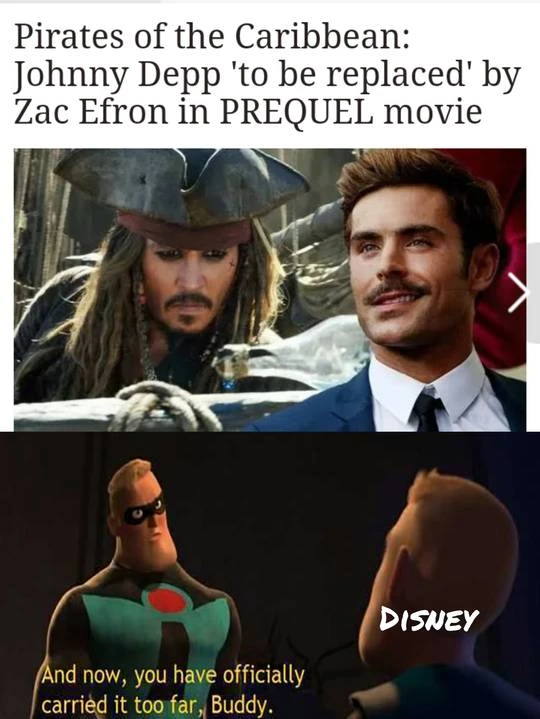 Pirates of the Caribbean:
Johnny Depp 'to be replaced' by
Zac Efron in PREQUEL movie
DISNEY
And now, you have officially
carried it too far, Buddy.